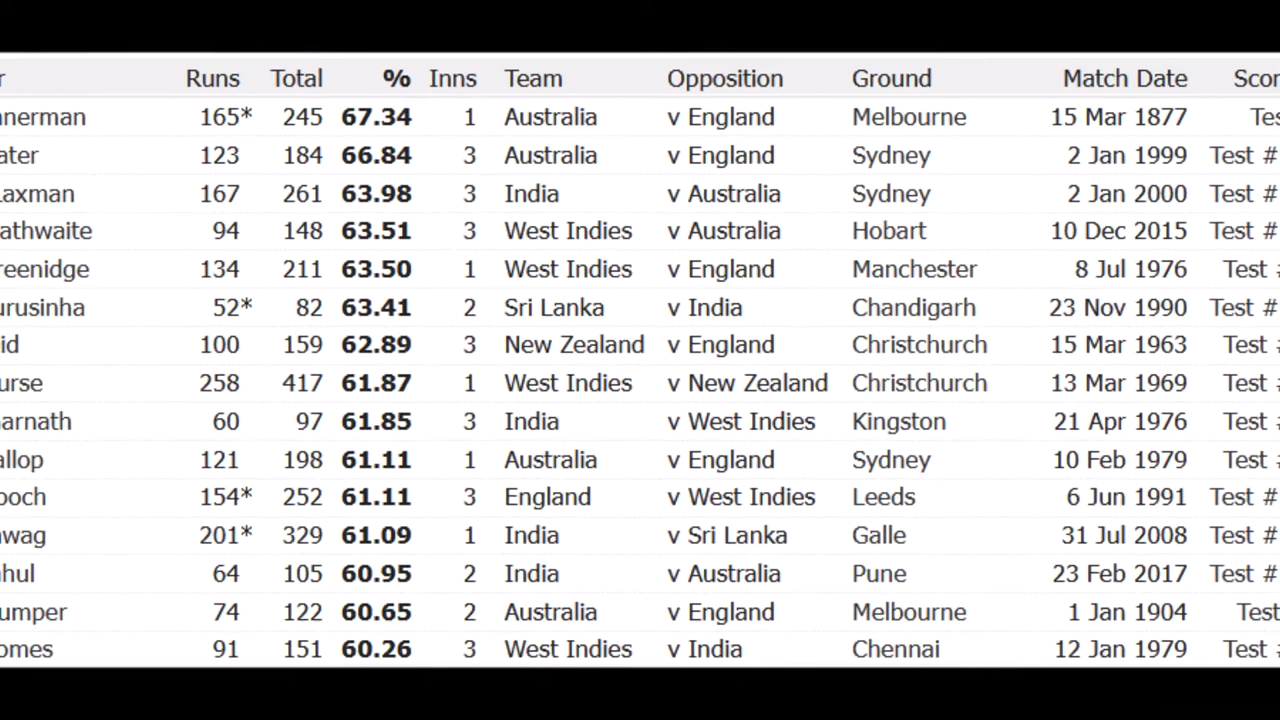 r Runs Total % Inns Team Opposition Ground Match Date Scor
nnerman 165* 245 67.34 1 Australia v England Melbourne 15 Mar 1877 Tes
ater 123 184 66.84 3 Australia v England Sydney 2 Jan 1999 Test #
Laxman 167 261 63.98 3 India v Australia Sydney 2 Jan 2000 Test #
athwaite 94 148 63.51 3 West Indies v Australia Hobart 10 Dec 2015 Test #
reenidge 134 211 63.50 1 West Indies v England Manchester 8 Jul 1976 Test #
urusinha 52* 82 63.41 2 Sri Lanka v India Chandigarh 23 Nov 1990 Test #
id 100 159 62.89 3 New Zealand v England Christchurch 15 Mar 1963 Test #
urse 258 417 61.87 1 West Indies v New Zealand Christchurch 13 Mar 1969 Test #
arnath 60 97 61.85 3 India v West Indies Kingston 21 Apr 1976 Test #
allop 121 198 61.11 1 Australia v England Sydney 10 Feb 1979 Test #
ooch 154* 252 61.11 3 England v West Indies Leeds 6 Jun 1991 Test #
wag 201* 329 61.09 1 India v Sri Lanka Galle 31 Jul 2008 Test #
hul 64 105 60.95 2 India v Australia Pune 23 Feb 2017 Test #
umper 74 122 60.65 2 Australia v England Melbourne 1 Jan 1904 Test
omes 91 151 60.26 3 West Indies v India Chennai 12 Jan 1979 Test #